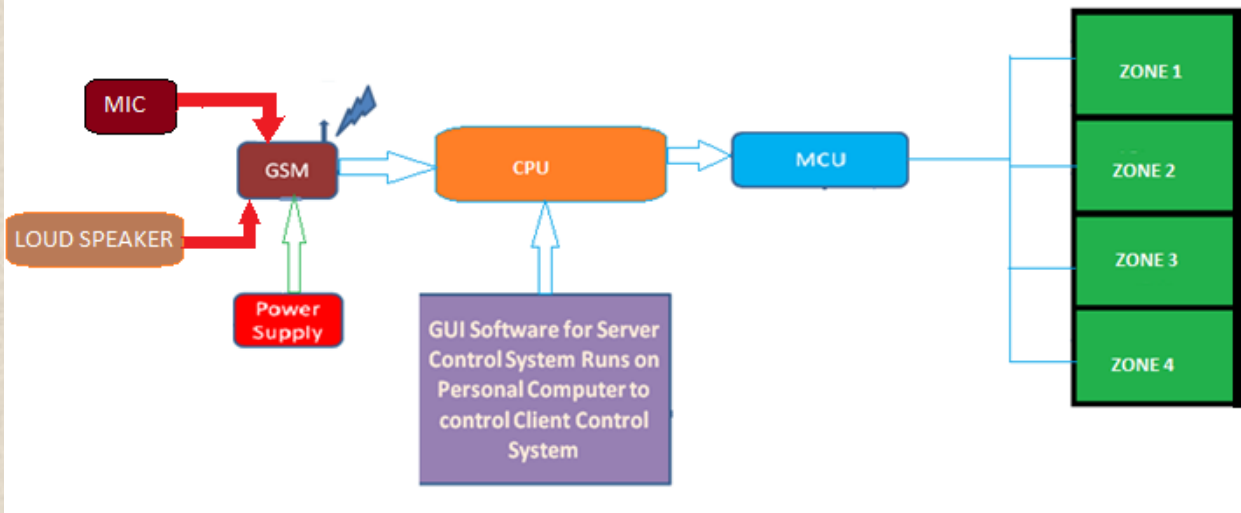 MIC
GSM
LOUD SPEAKER
Power
Supply
CPU
GUI Software for Server
Control System Runs on
Personal Computer to
control Client Control
System
MCU
ZONE 1
ZONE 2
ZONE 3
ZONE 4